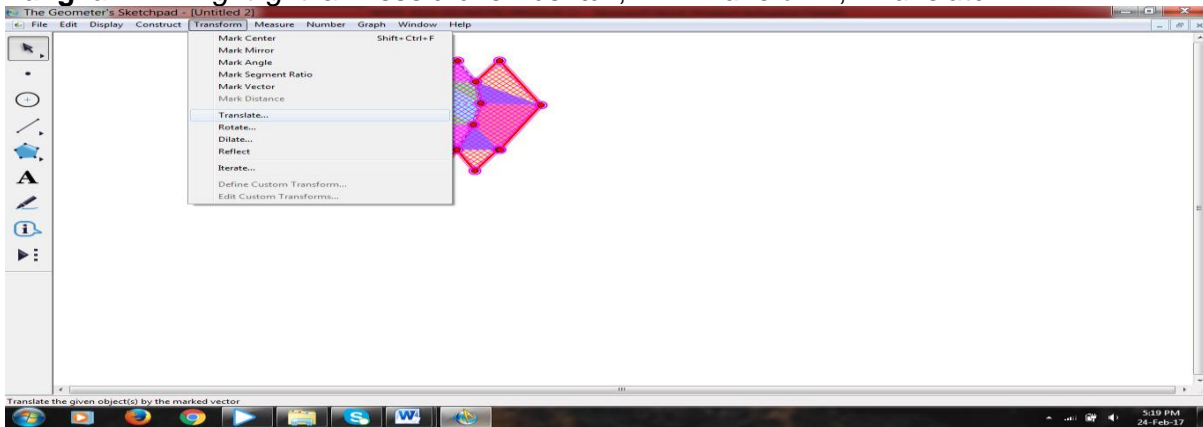 The Geometer's Sketchpad - [Untitled 2]
File Edit Display Construct Transform Measure Number Graph Window Help
Mark Center Shift+Ctrl+F
Mark Mirror
Mark Angle
Mark Segment Ratio
Mark Vector
Mark Distance
Translate...
Rotate...
Dilate...
Reflect
Iterate...
Define Custom Transform...
Edit Custom Transforms...
A
Translate the given object(s) by the marked vector
5:19 PM
24-Feb-17